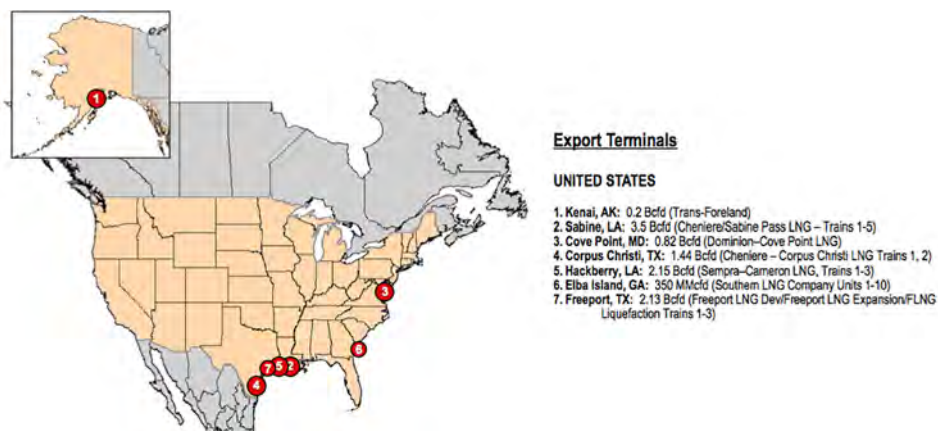 Export Terminals
UNITED STATES
1. Kenai, AK: 0.2 Bcfd (Trans-Foreland)
2. Sabine, LA: 3.5 Bcfd (Cheniere/Sabine Pass LNG – Trains 1-5)
3. Cove Point, MD: 0.82 Bcfd (Dominion–Cove Point LNG)
4. Corpus Christi, TX: 1.44 Bcfd (Cheniere – Corpus Christi LNG Trains 1, 2)
5. Hackberry, LA: 2.15 Bcfd (Sempra–Cameron LNG, Trains 1-3)
6. Elba Island, GA: 350 MMcfd (Southern LNG Company Units 1-10)
7. Freeport, TX: 2.13 Bcfd (Freeport LNG Dev/Freeport LNG Expansion/FLNG
Liquefaction Trains 1-3)
1
3
6
7 5 2
4